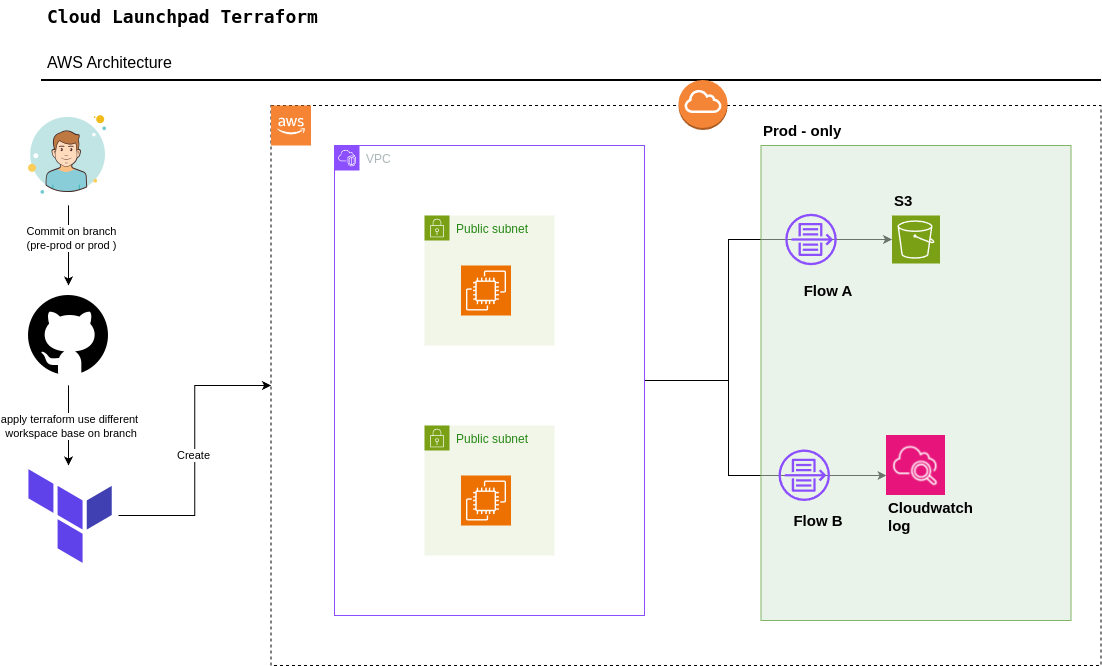 Cloud Launchpad Terraform
AWS Architecture
aws
Prod - only
VPC
Commit on branch
(pre-prod or prod )
Public subnet
S3
Flow A
apply terraform use different
workspace base on branch
Create
Public subnet
Flow B
Cloudwatch
log